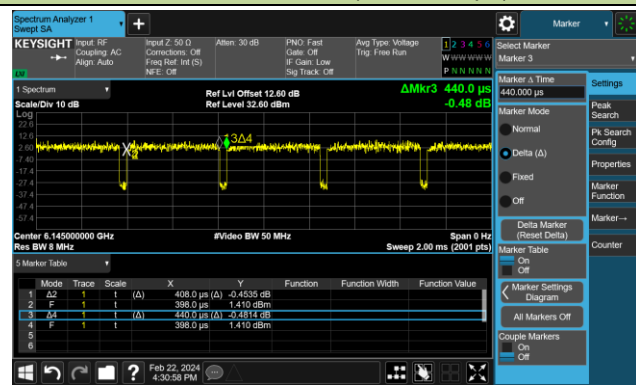 Spectrum Analyzer 1
Swept SA
+
Marker
KEYSIGHT
Input: RF
Coupling: AC
Align: Auto
Input Z: 50 Ω
Corrections: Off
Freq Ref: Int (S)
NFE: Off
Atten: 30 dB
PNO: Fast
Gate: Off
IF Gain: Low
Sig Track: Off
Avg Type: Voltage
Trig: Free Run
1 2 3 4 5 6
W W W W W W
P N N N N N
LXI
1 Spectrum
Scale/Div 10 dB
Ref Lvl Offset 12.60 dB
Ref Level 32.60 dBm
ΔMkr3 440.0 µs
-0.48 dB
Log
22.6
12.6
2.60
-7.40
-17.4
-27.4
-37.4
-47.4
-57.4
3Δ4
Center 6.145000000 GHz
Res BW 8 MHz
#Video BW 50 MHz
Span 0 Hz
Sweep 2.00 ms (2001 pts)
5 Marker Table
Mode Trace Scale X Y Function Function Width Function Value
1 Δ2 1 t (Δ) 408.0 µs (Δ) -0.4535 dB
2 F 1 t 398.0 µs 1.410 dBm
3 Δ4 1 t (Δ) 440.0 µs (Δ) -0.4814 dB
4 F 1 t 398.0 µs 1.410 dBm
5
6
Feb 22, 2024
4:30:58 PM
Select Marker
Marker 3
Marker Δ Time
440.000 µs
Marker Mode
Normal
Delta (Δ)
Fixed
Off
Delta Marker
(Reset Delta)
Marker Table
On
Off
Marker Settings
Diagram
All Markers Off
Couple Markers
On
Off
Settings
Peak
Search
Pk Search
Config
Properties
Marker
Function
Marker→
Counter